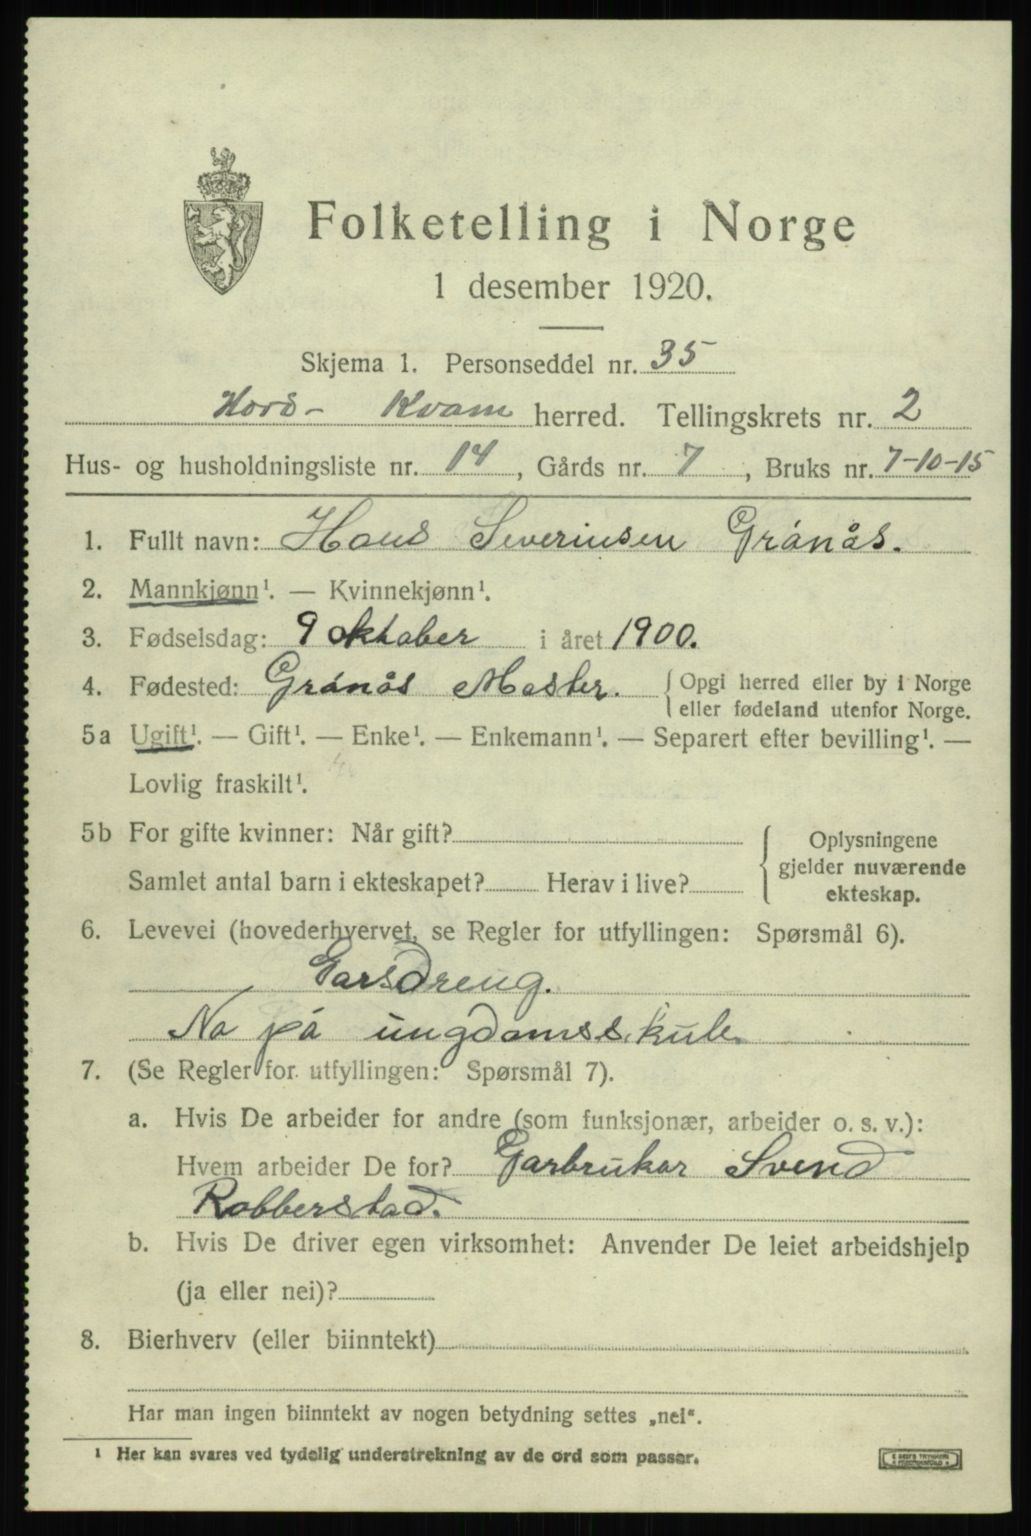 Folketelling i Norge
1 desember 1920.
Skjema 1. Personseddel nr. 35
Hord- Kvam herred. Tellingskrets nr. 2
Hus- og husholdningsliste nr. 14, Gårds nr. 7, Bruks nr. 7-10-15
1. Fullt navn: Hans Severinsen Grånås.
2. Mannkjønn¹. — Kvinnekjønn¹.
3. Fødselsdag: 9 oktober i året 1900.
4. Fødested: Grånås Moster. Opgi herred eller by i Norge
eller fødeland utenfor Norge.
5a Ugift¹. — Gift¹. — Enke¹. — Enkemann¹. — Separert efter bevilling¹. —
Lovlig fraskilt¹.
5b For gifte kvinner: Når gift?
Samlet antal barn i ekteskapet? Herav i live?
Oplysningene
gjelder nuværende
ekteskap.
6. Levevei (hovederhvervet, se Regler for utfyllingen: Spørsmål 6).
Garsdreng.
No på ungdomsskule.
7. (Se Regler for utfyllingen: Spørsmål 7).
a. Hvis De arbeider for andre (som funksjonær, arbeider o. s. v.):
Hvem arbeider De for? Garbrukar Svend
Robberstad.
b. Hvis De driver egen virksomhet: Anvender De leiet arbeidshjelp
(ja eller nei)?
8. Bierhverv (eller biinntekt)
Har man ingen biinntekt av nogen betydning settes „nei“.
¹ Her kan svares ved tydelig understrekning av de ord som passer.